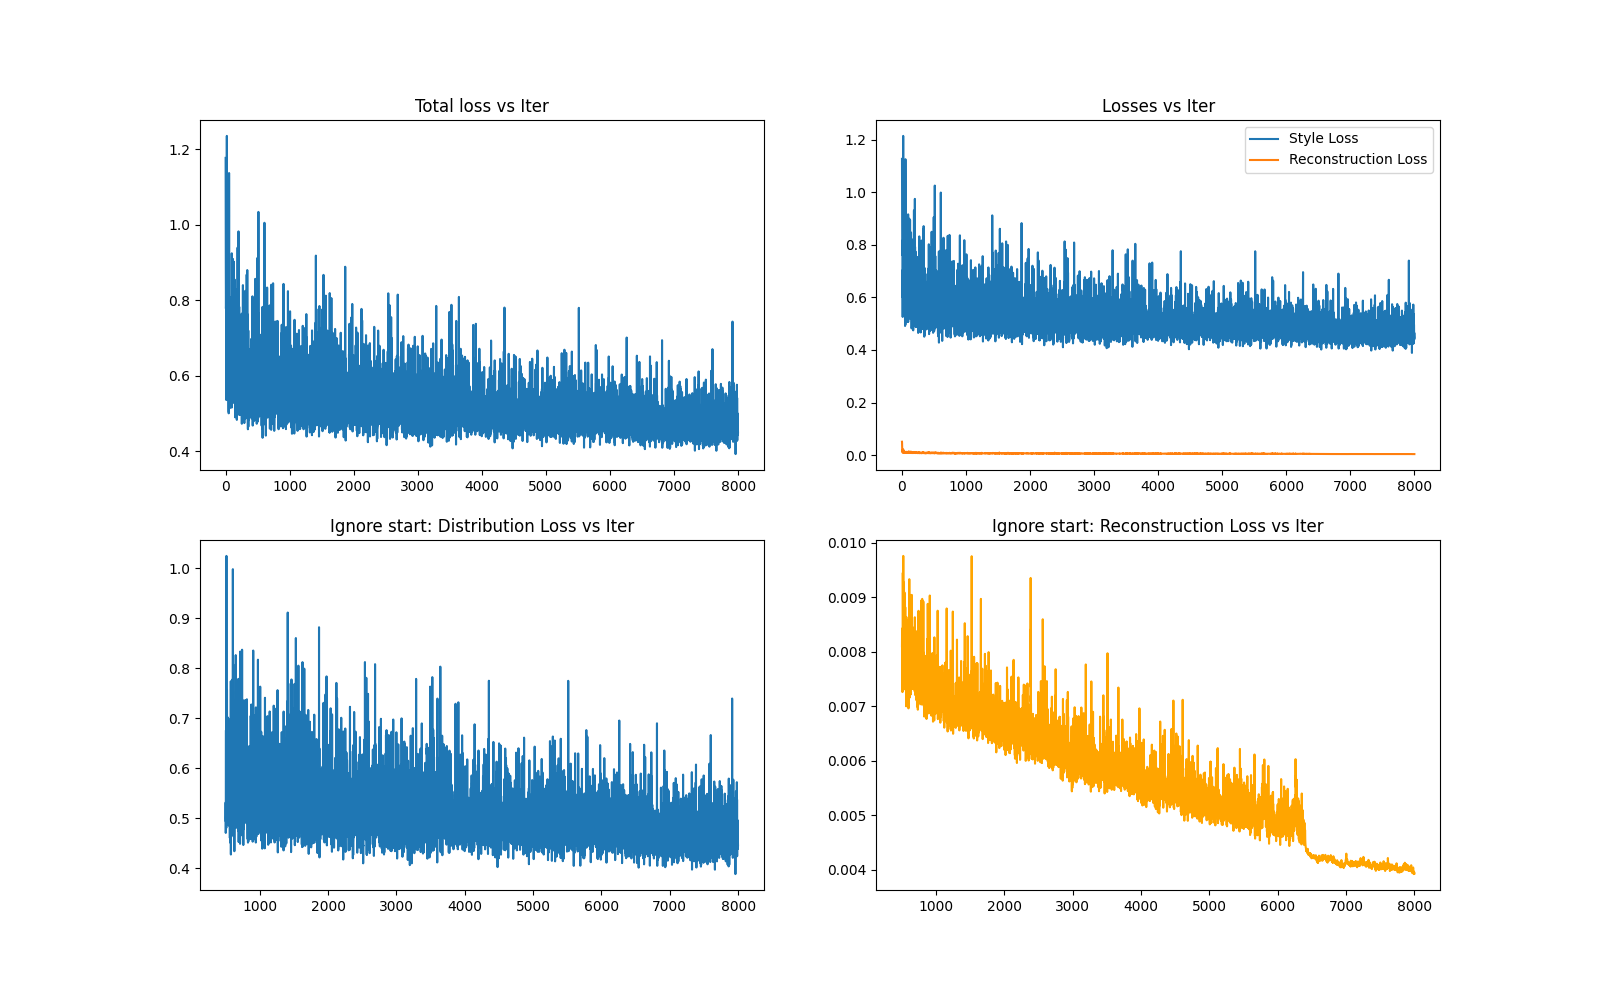 Total loss vs Iter
1.2
1.0
0.8
0.6
0.4
0 1000 2000 3000 4000 5000 6000 7000 8000
Losses vs Iter
Style Loss
Reconstruction Loss
1.2
1.0
0.8
0.6
0.4
0.2
0.0
0 1000 2000 3000 4000 5000 6000 7000 8000
Ignore start: Distribution Loss vs Iter
1.0
0.9
0.8
0.7
0.6
0.5
0.4
1000 2000 3000 4000 5000 6000 7000 8000
Ignore start: Reconstruction Loss vs Iter
0.010
0.009
0.008
0.007
0.006
0.005
0.004
1000 2000 3000 4000 5000 6000 7000 8000